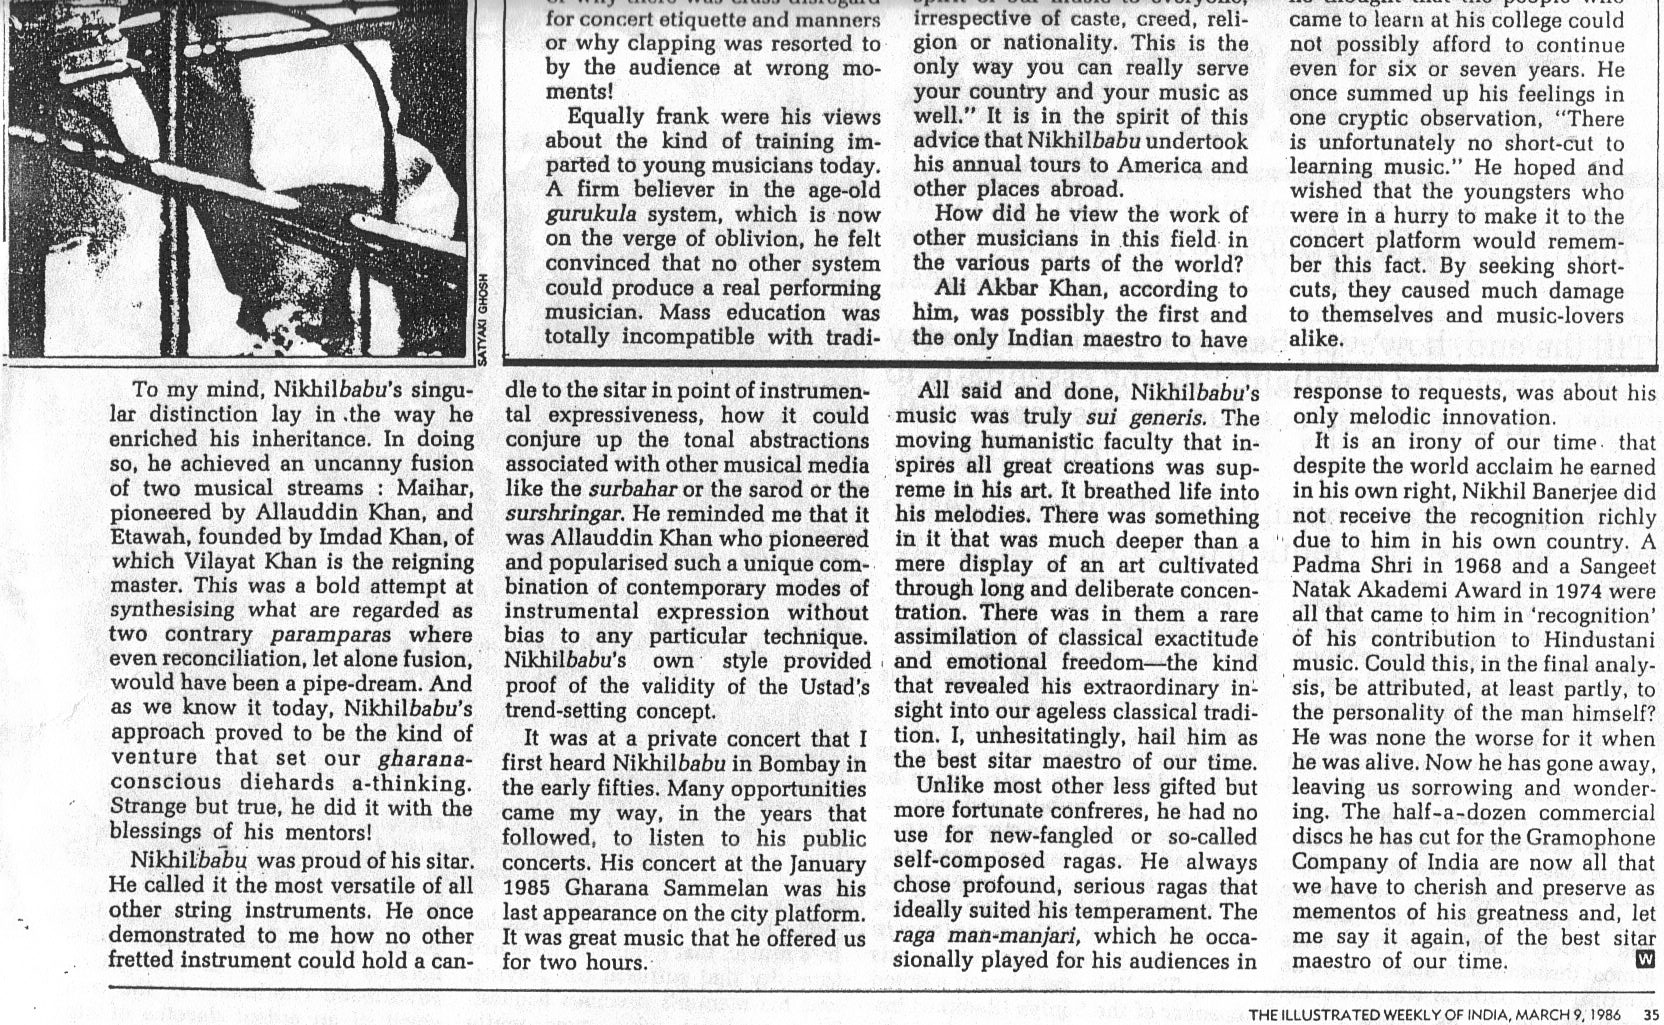 for concert etiquette and manners
or why clapping was resorted to
by the audience at wrong mo-
ments!
Equally frank were his views
about the kind of training im-
parted to young musicians today.
A firm believer in the age-old
gurukula system, which is now
on the verge of oblivion, he felt
convinced that no other system
could produce a real performing
musician. Mass education was
totally incompatible with tradi-
irrespective of caste, creed, reli-
gion or nationality. This is the
only way you can really serve
your country and your music as
well." It is in the spirit of this
advice that Nikhilbabu undertook
his annual tours to America and
other places abroad.
How did he view the work of
other musicians in this field in
the various parts of the world?
Ali Akbar Khan, according to
him, was possibly the first and
the only Indian maestro to have
came to learn at his college could
not possibly afford to continue
even for six or seven years. He
once summed up his feelings in
one cryptic observation, "There
is unfortunately no short-cut to
learning music." He hoped and
wished that the youngsters who
were in a hurry to make it to the
concert platform would remem-
ber this fact. By seeking short-
cuts, they caused much damage
to themselves and music-lovers
alike.
SATYAKI GHOSH
To my mind, Nikhilbabu's singu-
lar distinction lay in the way he
enriched his inheritance. In doing
so, he achieved an uncanny fusion
of two musical streams : Maihar,
pioneered by Allauddin Khan, and
Etawah, founded by Imdad Khan, of
which Vilayat Khan is the reigning
master. This was a bold attempt at
synthesising what are regarded as
two contrary paramparas where
even reconciliation, let alone fusion,
would have been a pipe-dream. And
as we know it today, Nikhilbabu's
approach proved to be the kind of
venture that set our gharana-
conscious diehards a-thinking.
Strange but true, he did it with the
blessings of his mentors!
Nikhilbabu was proud of his sitar.
He called it the most versatile of all
other string instruments. He once
demonstrated to me how no other
fretted instrument could hold a can-
dle to the sitar in point of instrumen-
tal expressiveness, how it could
conjure up the tonal abstractions
associated with other musical media
like the surbahar or the sarod or the
surshringar. He reminded me that it
was Allauddin Khan who pioneered
and popularised such a unique com-
bination of contemporary modes of
instrumental expression without
bias to any particular technique.
Nikhilbabu's own style provided
proof of the validity of the Ustad's
trend-setting concept.
It was at a private concert that I
first heard Nikhilbabu in Bombay in
the early fifties. Many opportunities
came my way, in the years that
followed, to listen to his public
concerts. His concert at the January
1985 Gharana Sammelan was his
last appearance on the city platform.
It was great music that he offered us
for two hours.
All said and done, Nikhilbabu's
music was truly sui generis. The
moving humanistic faculty that in-
spires all great creations was sup-
reme in his art. It breathed life into
his melodies. There was something
in it that was much deeper than a
mere display of an art cultivated
through long and deliberate concen-
tration. There was in them a rare
assimilation of classical exactitude
and emotional freedom—the kind
that revealed his extraordinary in-
sight into our ageless classical tradi-
tion. I, unhesitatingly, hail him as
the best sitar maestro of our time.
Unlike most other less gifted but
more fortunate confreres, he had no
use for new-fangled or so-called
self-composed ragas. He always
chose profound, serious ragas that
ideally suited his temperament. The
raga man-manjari, which he occa-
sionally played for his audiences in
response to requests, was about his
only melodic innovation.
It is an irony of our time that
despite the world acclaim he earned
in his own right, Nikhil Banerjee did
not receive the recognition richly
due to him in his own country. A
Padma Shri in 1968 and a Sangeet
Natak Akademi Award in 1974 were
all that came to him in 'recognition'
of his contribution to Hindustani
music. Could this, in the final analy-
sis, be attributed, at least partly, to
the personality of the man himself?
He was none the worse for it when
he was alive. Now he has gone away,
leaving us sorrowing and wonder-
ing. The half-a-dozen commercial
discs he has cut for the Gramophone
Company of India are now all that
we have to cherish and preserve as
mementos of his greatness and, let
me say it again, of the best sitar
maestro of our time. W
THE ILLUSTRATED WEEKLY OF INDIA, MARCH 9, 1986 35